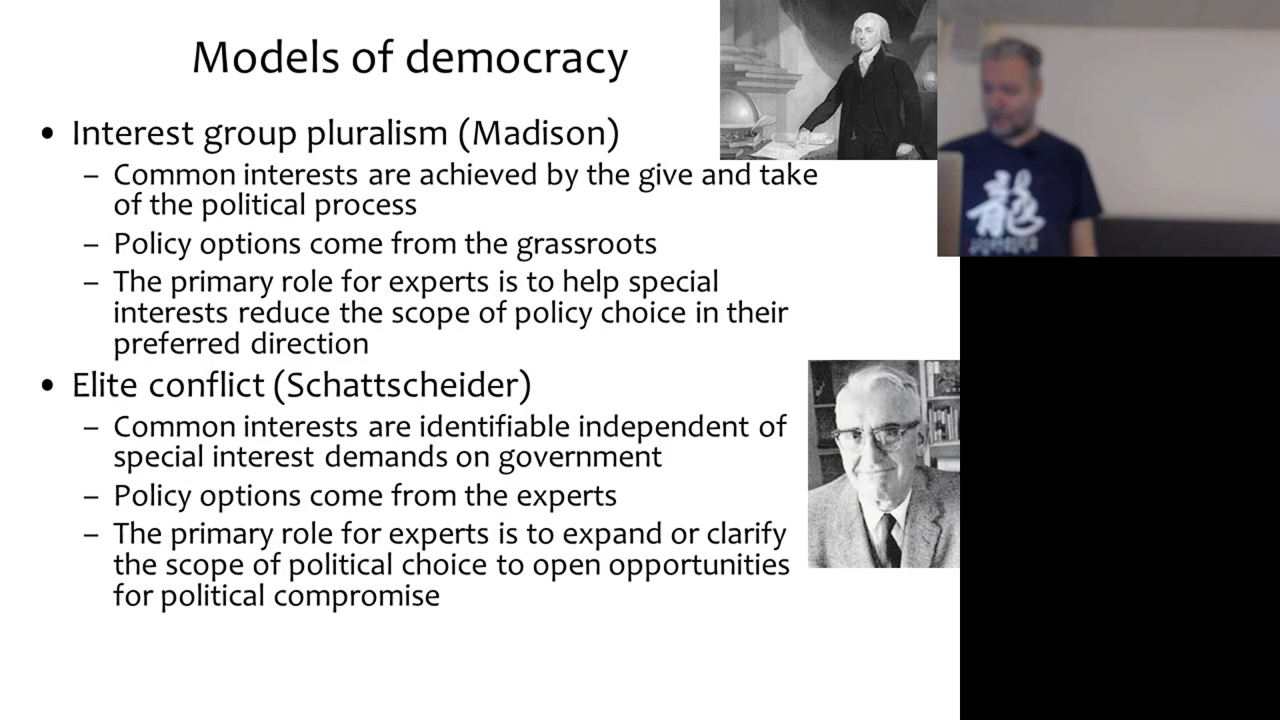 Models of democracy
• Interest group pluralism (Madison)
– Common interests are achieved by the give and take
of the political process
– Policy options come from the grassroots
– The primary role for experts is to help special
interests reduce the scope of policy choice in their
preferred direction
• Elite conflict (Schattscheider)
– Common interests are identifiable independent of
special interest demands on government
– Policy options come from the experts
– The primary role for experts is to expand or clarify
the scope of political choice to open opportunities
for political compromise
龍